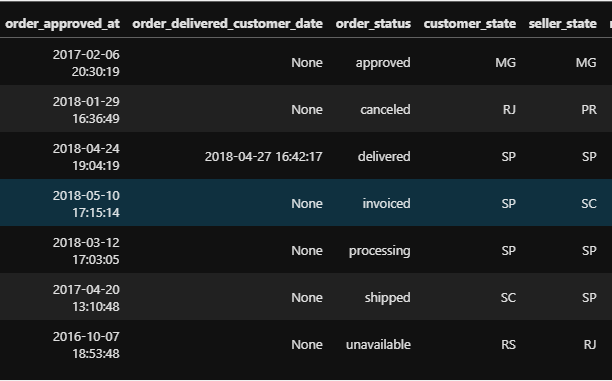 order_approved_at order_delivered_customer_date order_status customer_state seller_state
2017-02-06
20:30:19 None approved MG MG
2018-01-29
16:36:49 None canceled RJ PR
2018-04-24
19:04:19 2018-04-27 16:42:17 delivered SP SP
2018-05-10
17:15:14 None invoiced SP SC
2018-03-12
17:03:05 None processing SP SP
2017-04-20
13:10:48 None shipped SC SP
2016-10-07
18:53:48 None unavailable RS RJ